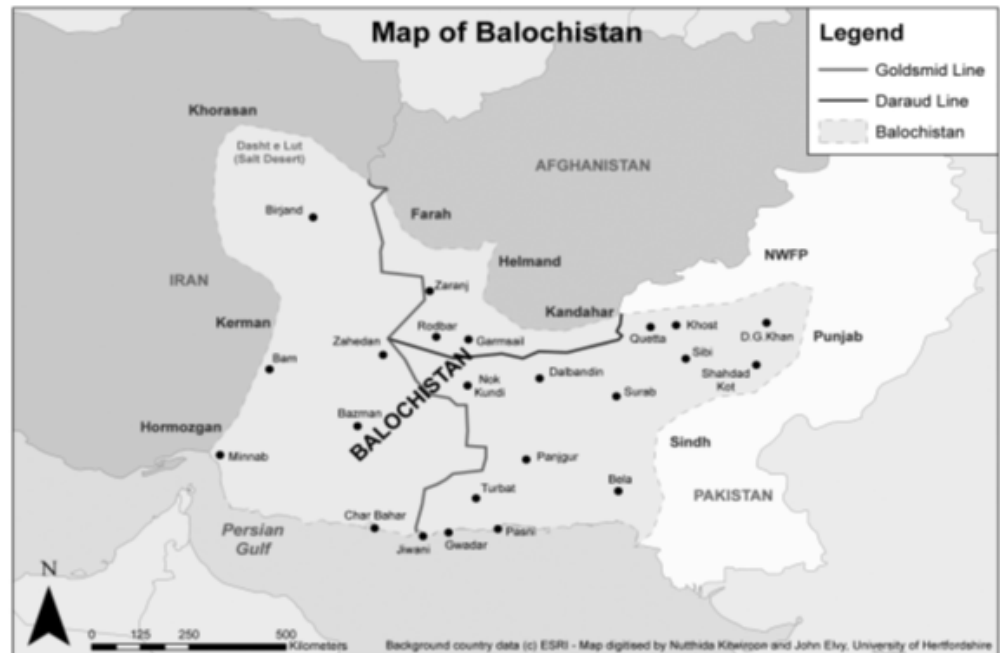 Map of Balochistan
Legend
Goldsmid Line
Daraud Line
Balochistan
Khorasan
Dasht e Lut
(Salt Desert)
AFGHANISTAN
Birjand
Farah
NWFP
Helmand
IRAN
Zaranj
Kandahar
Kerman
Rodbar
Quetta
Khost
D.G.Khan
Punjab
Zahedan
Garmsail
Sibi
Bam
Shahdad
Kot
Nok
Kundi
Dalbandin
Surab
BALOCHISTAN
Bazman
Hormozgan
Sindh
Minnab
Panjgur
Turbat
Bela
PAKISTAN
Char Bahar
Persian
Gulf
Jiwani
Gwadar
Pasni
N
0 125 250 500
Kilometers
Background country data (c) ESRI - Map digitised by Nutthida Kitwiroon and John Elvy, University of Hertfordshire